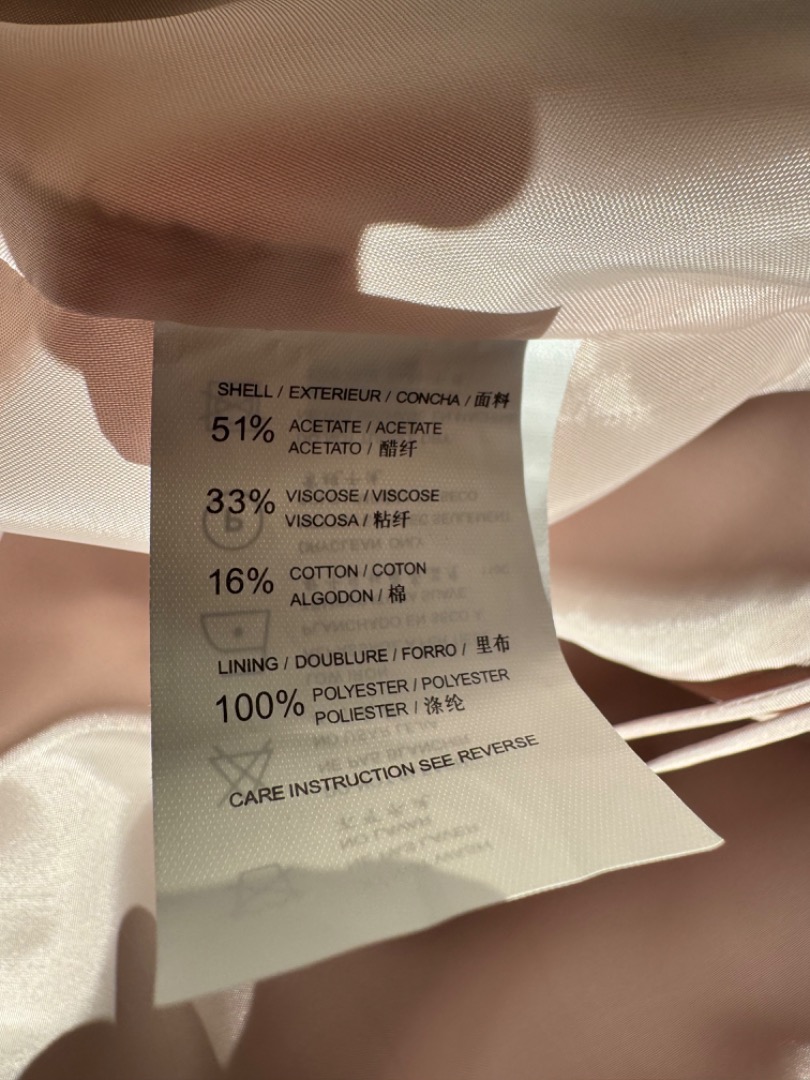 SHELL / EXTERIEUR / CONCHA / 面料
51% ACETATE / ACETATE
ACETATO / 醋纤
33% VISCOSE / VISCOSE
VISCOSA / 粘纤
16% COTTON / COTON
ALGODON / 棉
LINING / DOUBLURE / FORRO / 里布
100% POLYESTER / POLYESTER
POLIESTER / 涤纶
CARE INSTRUCTION SEE REVERSE